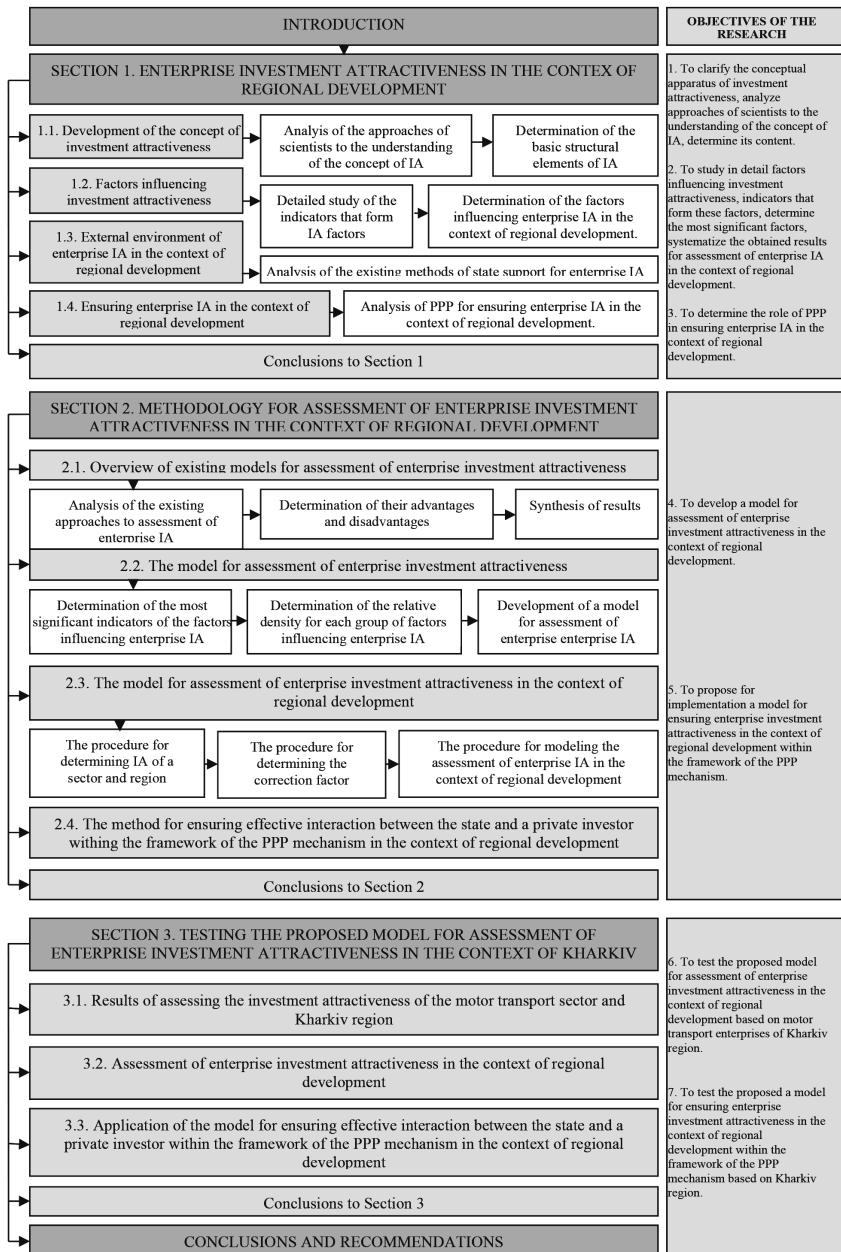 INTRODUCTION
OBJECTIVES OF THE
RESEARCH
SECTION 1. ENTERPRISE INVESTMENT ATTRACTIVENESS IN THE CONTEX OF
REGIONAL DEVELOPMENT
1.1. Development of the concept of
investment attractiveness
Analysis of the approaches of
scientists to the understanding
of the concept of IA
Determination of the
basic structural
elements of IA
1.2. Factors influencing
investment attractiveness
Detailed study of the
indicators that form
IA factors
Determination of the factors
influencing enterprise IA in the
context of regional development.
1.3. External environment of
enterprise IA in the context of
regional development
Analysis of the existing methods of state support for enterprise IA
1.4. Ensuring enterprise IA in the context of
regional development
Analysis of PPP for ensuring enterprise IA in the
context of regional development.
Conclusions to Section 1
1. To clarify the conceptual
apparatus of investment
attractiveness, analyze
approaches of scientists to the
understanding of the concept of
IA, determine its content.
2. To study in detail factors
influencing investment
attractiveness, indicators that
form these factors, determine
the most significant factors,
systematize the obtained results
for assessment of enterprise IA
in the context of regional
development.
3. To determine the role of PPP
in ensuring enterprise IA in the
context of regional
development.
SECTION 2. METHODOLOGY FOR ASSESSMENT OF ENTERPRISE INVESTMENT
ATTRACTIVENESS IN THE CONTEXT OF REGIONAL DEVELOPMENT
2.1. Overview of existing models for assessment of enterprise investment attractiveness
Analysis of the existing
approaches to assessment of
enterprise IA
Determination of their advantages
and disadvantages
Synthesis of results
2.2. The model for assessment of enterprise investment attractiveness
Determination of the most
significant indicators of the factors
influencing enterprise IA
Determination of the relative
density for each group of factors
influencing enterprise IA
Development of a model
for assessment of
enterprise enterprise IA
2.3. The model for assessment of enterprise investment attractiveness in the context of
regional development
The procedure for
determining IA of a
sector and region
The procedure for
determining the
correction factor
The procedure for modeling the
assessment of enterprise IA in the
context of regional development
2.4. The method for ensuring effective interaction between the state and a private investor
withing the framework of the PPP mechanism in the context of regional development
Conclusions to Section 2
4. To develop a model for
assessment of enterprise
investment attractiveness in the
context of regional
development.
5. To propose for
implementation a model for
ensuring enterprise investment
attractiveness in the context of
regional development within
the framework of the PPP
mechanism.
SECTION 3. TESTING THE PROPOSED MODEL FOR ASSESSMENT OF
ENTERPRISE INVESTMENT ATTRACTIVENESS IN THE CONTEXT OF KHARKIV
3.1. Results of assessing the investment attractiveness of the motor transport sector and
Kharkiv region
3.2. Assessment of enterprise investment attractiveness in the context of regional
development
3.3. Application of the model for ensuring effective interaction between the state and a
private investor within the framework of the PPP mechanism in the context of regional
development
Conclusions to Section 3
CONCLUSIONS AND RECOMMENDATIONS
6. To test the proposed model
for assessment of enterprise
investment attractiveness in the
context of regional
development based on motor
transport enterprises of Kharkiv
region.
7. To test the proposed a model
for ensuring enterprise
investment attractiveness in the
context of regional
development within the
framework of the PPP
mechanism based on Kharkiv
region.